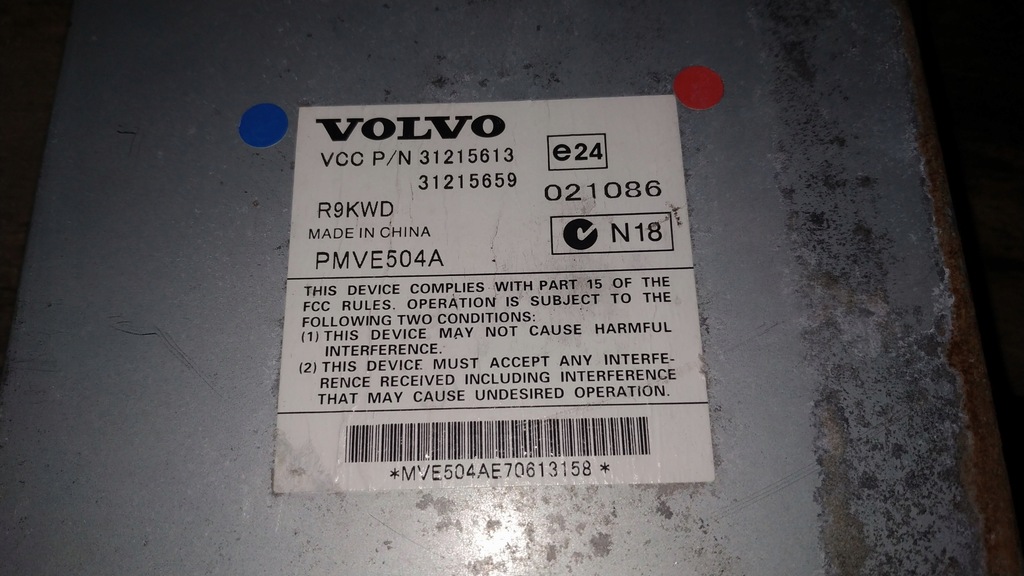 VOLVO
VCC P/N 31215613
31215659
e24
021086
R9KWD
MADE IN CHINA
N18
PMVE504A
THIS DEVICE COMPLIES WITH PART 15 OF THE
FCC RULES. OPERATION IS SUBJECT TO THE
FOLLOWING TWO CONDITIONS:
(1) THIS DEVICE MAY NOT CAUSE HARMFUL
INTERFERENCE.
(2) THIS DEVICE MUST ACCEPT ANY INTERFE-
RENCE RECEIVED INCLUDING INTERFERENCE
THAT MAY CAUSE UNDESIRED OPERATION.
*MVE504AE70613158*